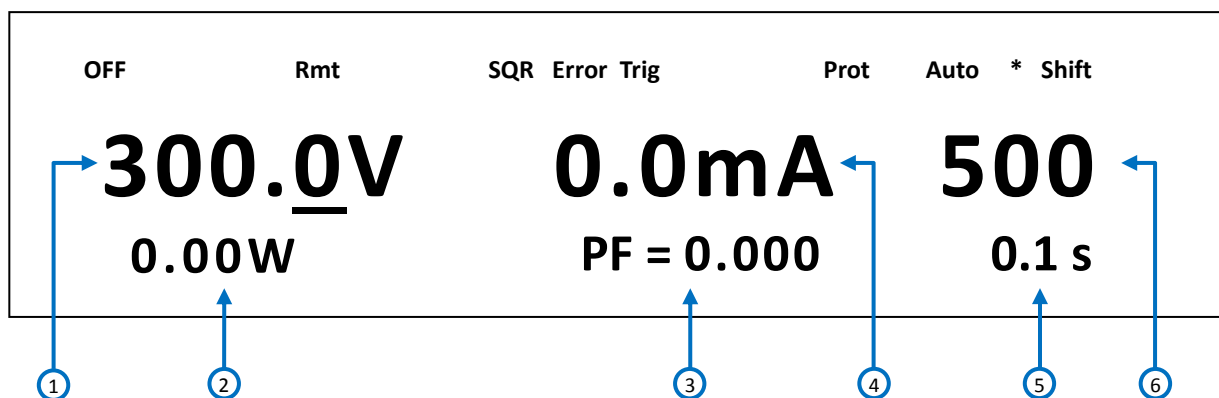 OFF Rmt SQR Error Trig Prot Auto * Shift
300.0V 0.0mA 500
0.00W PF = 0.000 0.1 s
1 2 3 4 5 6